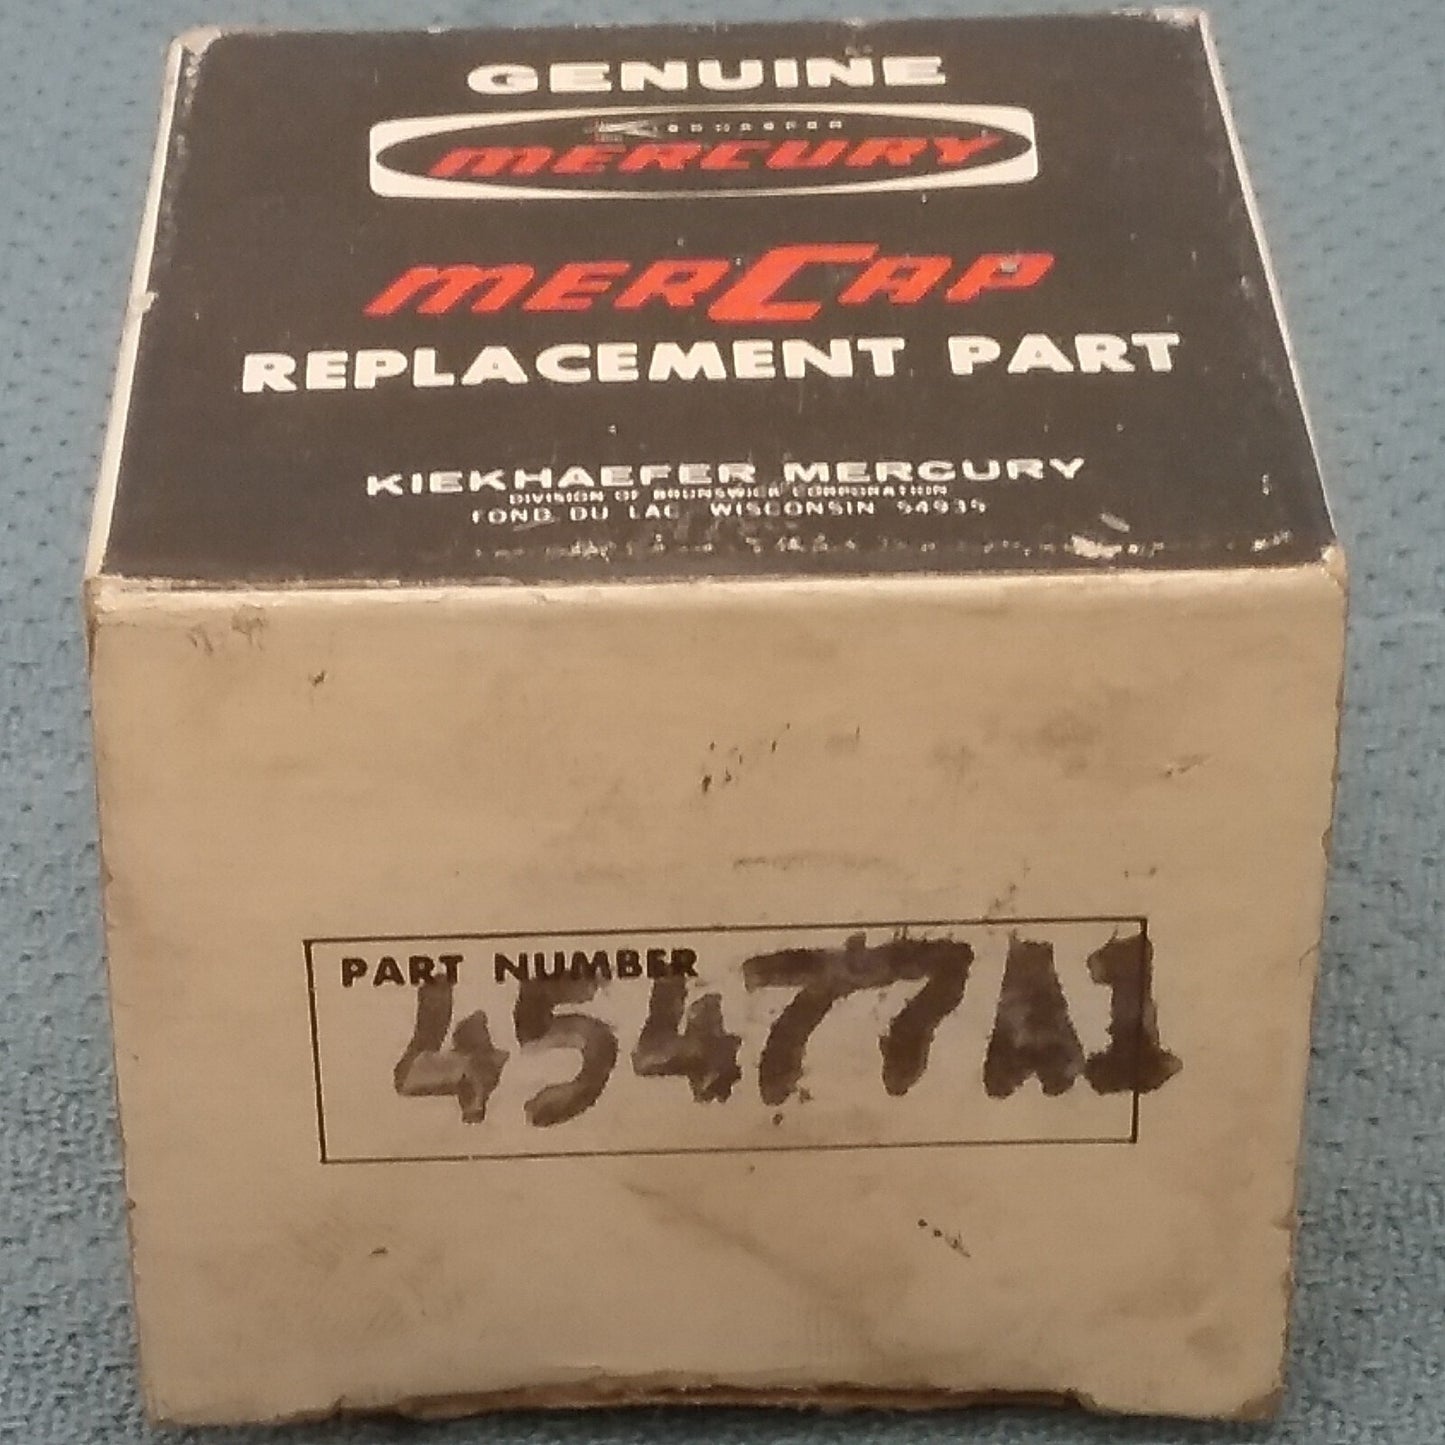 GENUINE
KIEKHAEFER
MERCURY
MERCAP
REPLACEMENT PART
KIEKHAEFER MERCURY
DIVISION OF BRUNSWICK CORPORATION
FOND DU LAC, WISCONSIN 54935
PART NUMBER
45477A1